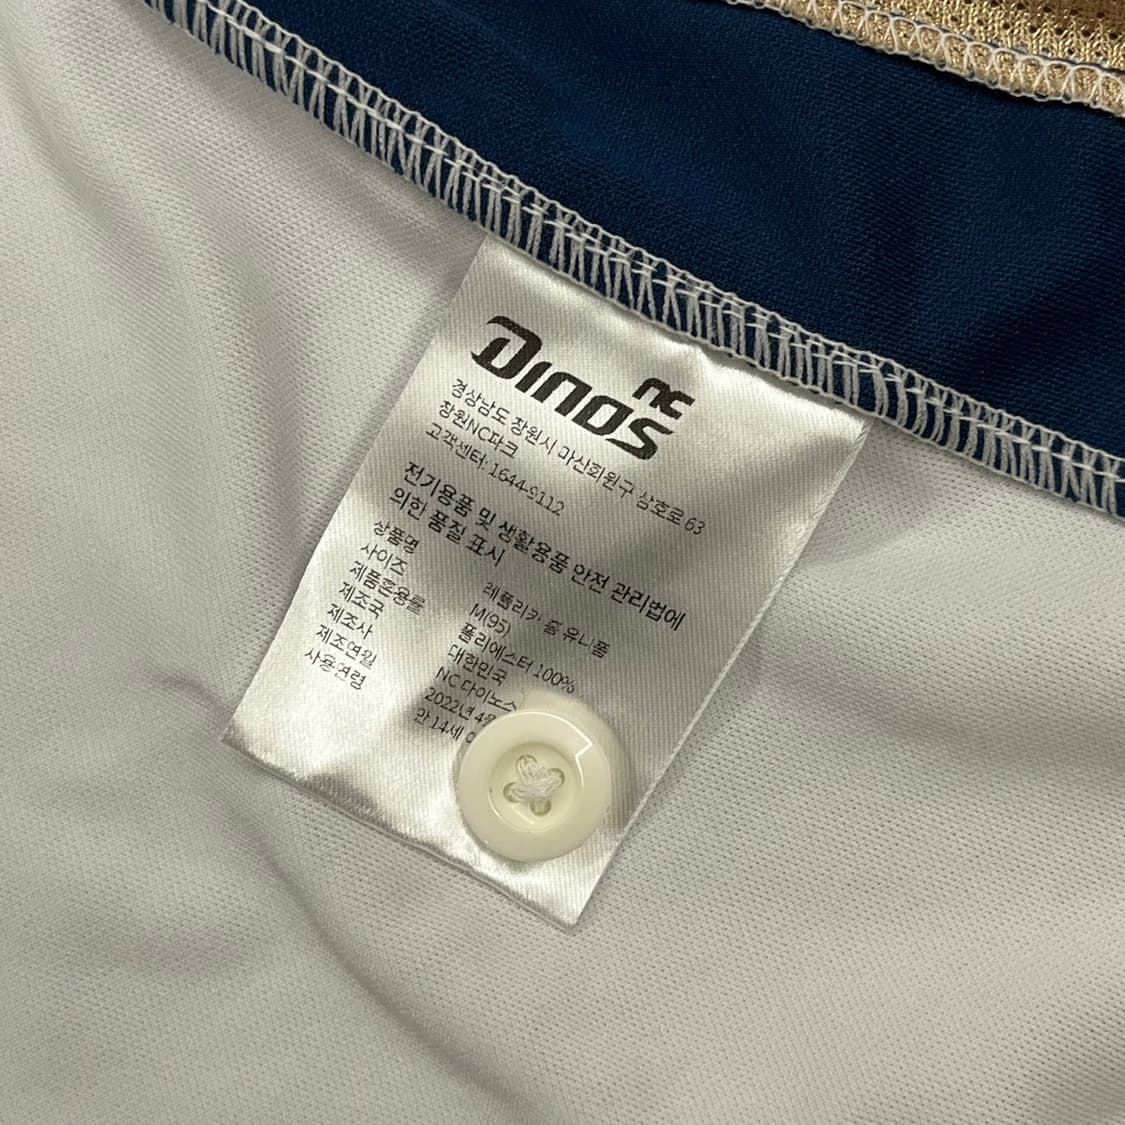 NC
Dinos
경상남도 창원시 마산회원구 삼호로 63
창원NC파크
고객센터: 1644-9112
전기용품 및 생활용품 안전 관리법에
의한 품질 표시
상품명 레플리카 홈 유니폼
사이즈 M(95)
제품혼용률 폴리에스터 100%
제조국 대한민국
제조사 NC 다이노스
제조연월 2022년 4월
사용연령 만 14세